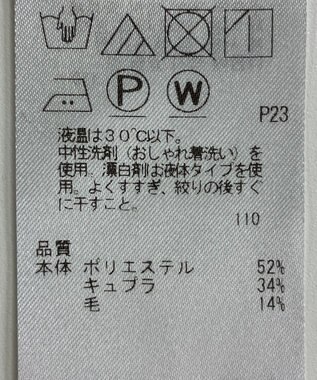 P W
P23
液温は30℃以下。
中性洗剤（おしゃれ着洗い）を
使用。漂白剤は液体タイプを使
用。よくすすぎ、絞りの後すぐ
に干すこと。
110
品質
本体 ポリエステル 52%
キュプラ 34%
毛 14%